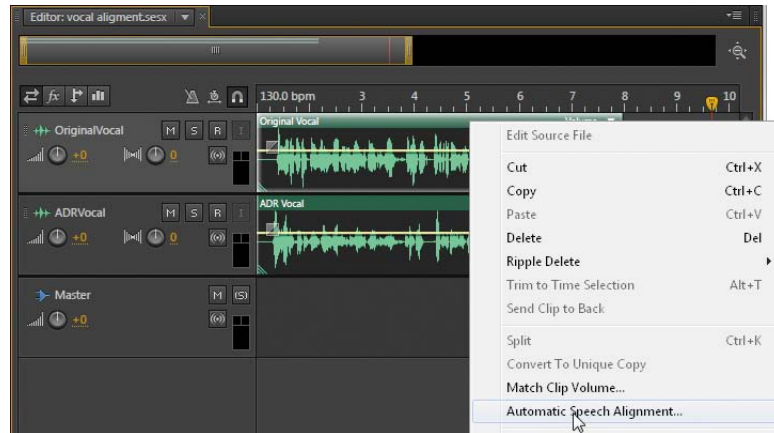 Editor: vocal aligment.sesx
fx
130.0 bpm 3 4 5 6 7 8 9 10
Original Vocal Volume
OriginalVocal M S R I
+0 0
ADR Vocal
ADRVocal M S R I
+0 0
Master M (S)
+0
Edit Source File
Cut Ctrl+X
Copy Ctrl+C
Paste Ctrl+V
Delete Del
Ripple Delete
Trim to Time Selection Alt+T
Send Clip to Back
Split Ctrl+K
Convert To Unique Copy
Match Clip Volume...
Automatic Speech Alignment...